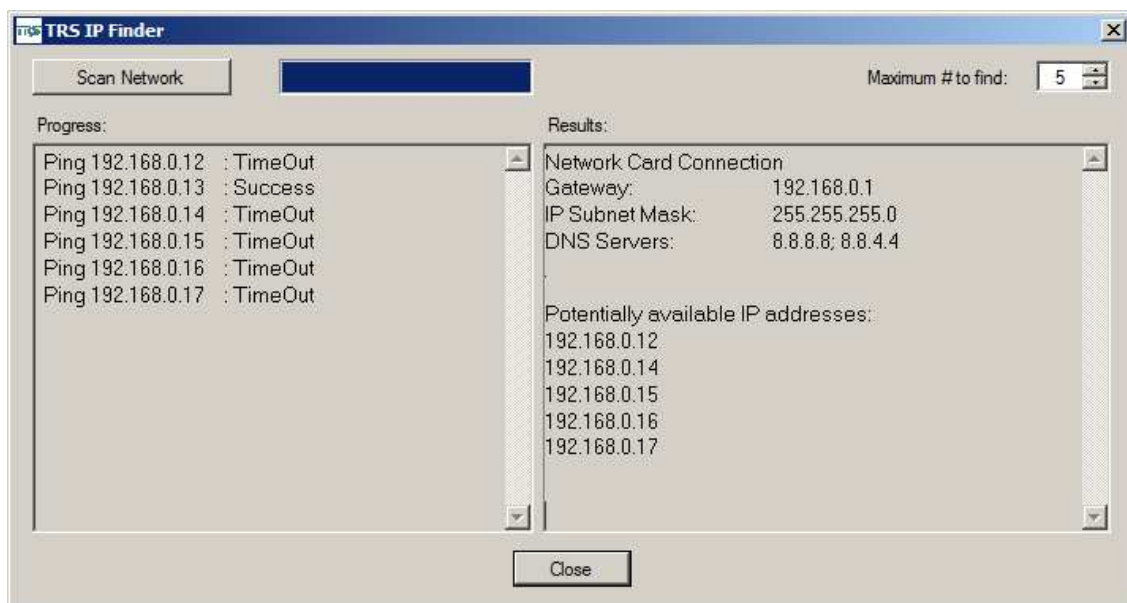 TRS TRS IP Finder
Scan Network
Maximum # to find: 5
Progress:
Ping 192.168.0.12 : TimeOut
Ping 192.168.0.13 : Success
Ping 192.168.0.14 : TimeOut
Ping 192.168.0.15 : TimeOut
Ping 192.168.0.16 : TimeOut
Ping 192.168.0.17 : TimeOut
Results:
Network Card Connection
Gateway: 192.168.0.1
IP Subnet Mask: 255.255.255.0
DNS Servers: 8.8.8.8; 8.8.4.4
.
Potentially available IP addresses:
192.168.0.12
192.168.0.14
192.168.0.15
192.168.0.16
192.168.0.17
Close